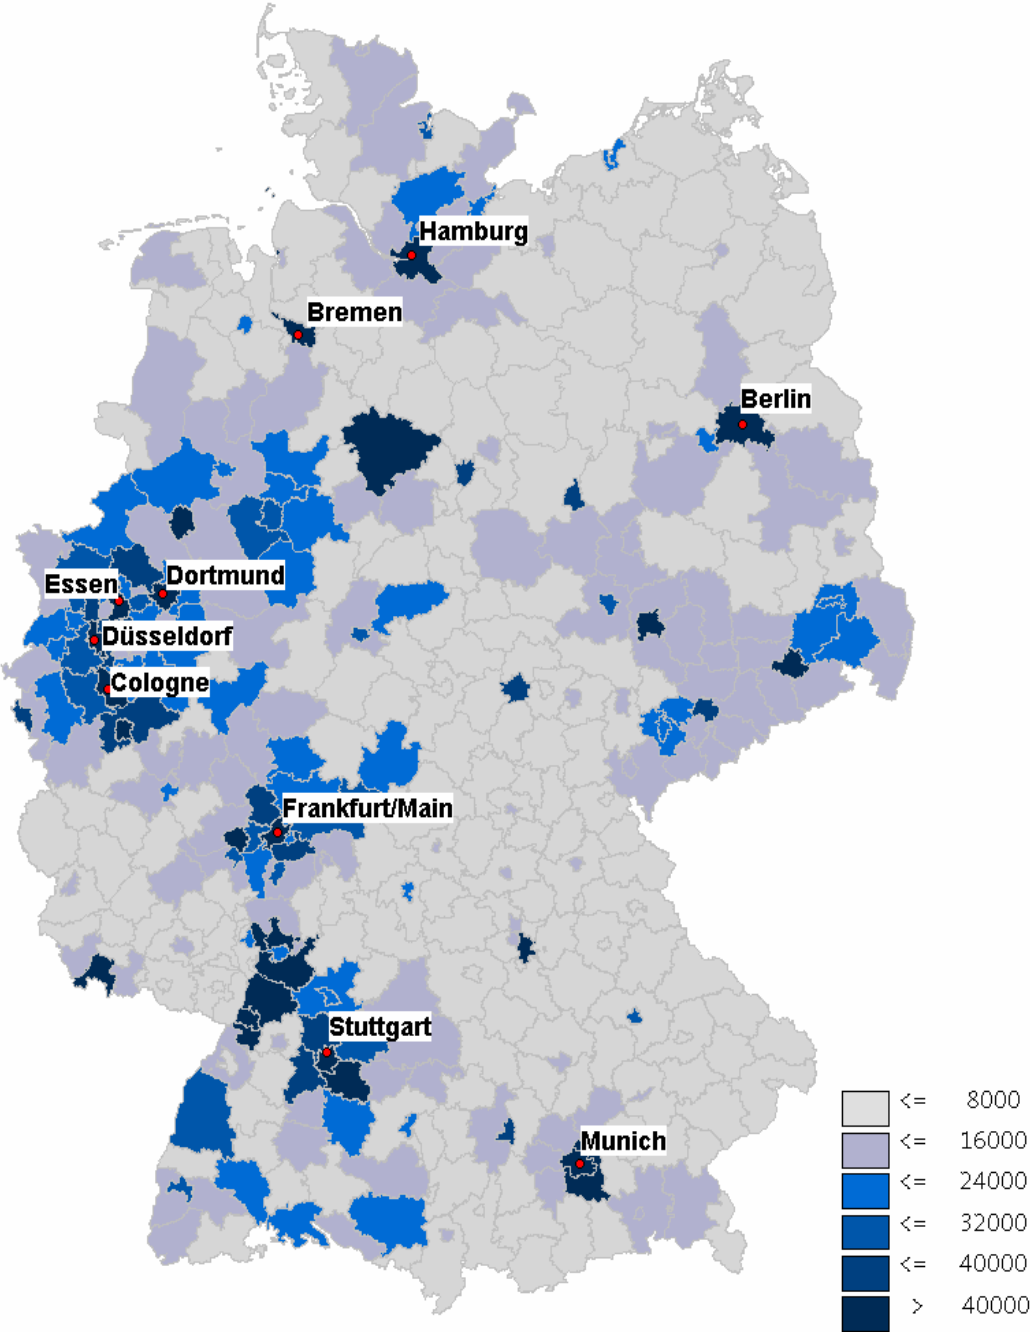 Hamburg
Bremen
Berlin
Essen
Dortmund
Düsseldorf
Cologne
Frankfurt/Main
Stuttgart
Munich
<= 8000
<= 16000
<= 24000
<= 32000
<= 40000
> 40000